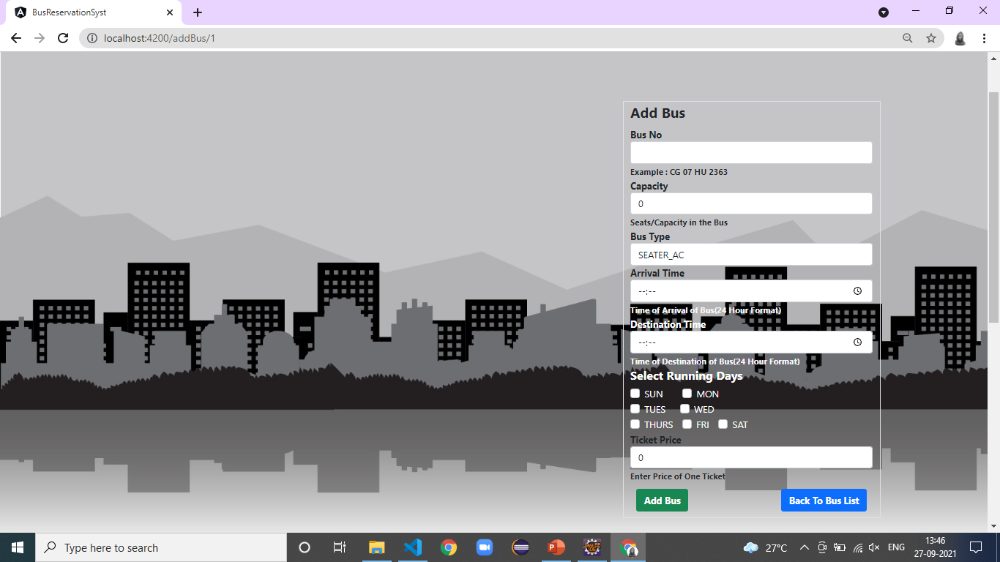 BusReservationSyst
localhost:4200/addBus/1
Add Bus
Bus No
Example : CG 07 HU 2363
Capacity
0
Seats/Capacity in the Bus
Bus Type
SEATER_AC
Arrival Time
--:--
Time of Arrival of Bus(24 Hour Format)
Destination Time
--:--
Time of Destination of Bus(24 Hour Format)
Select Running Days
SUN MON
TUES WED
THURS FRI SAT
Ticket Price
0
Enter Price of One Ticket
Add Bus Back To Bus List
Type here to search
27°C ENG
13:46
27-09-2021